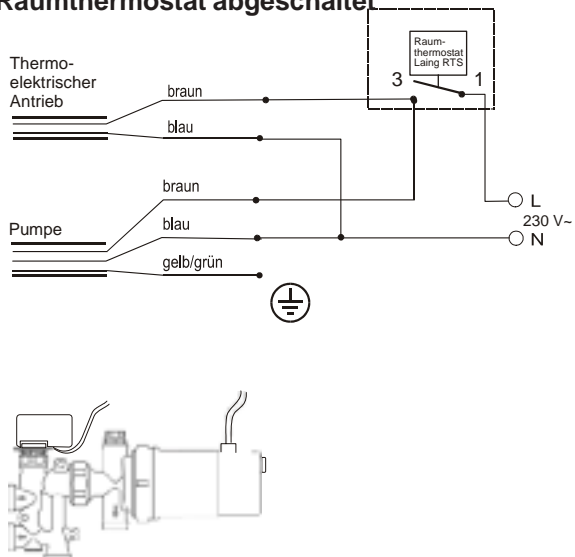 Raumthermostat abgeschaltet
Raum-
thermostat
Laing RTS
3
1
Thermo-
elektrischer
Antrieb
braun
blau
braun
L
230 V~
Pumpe
blau
N
gelb/grün